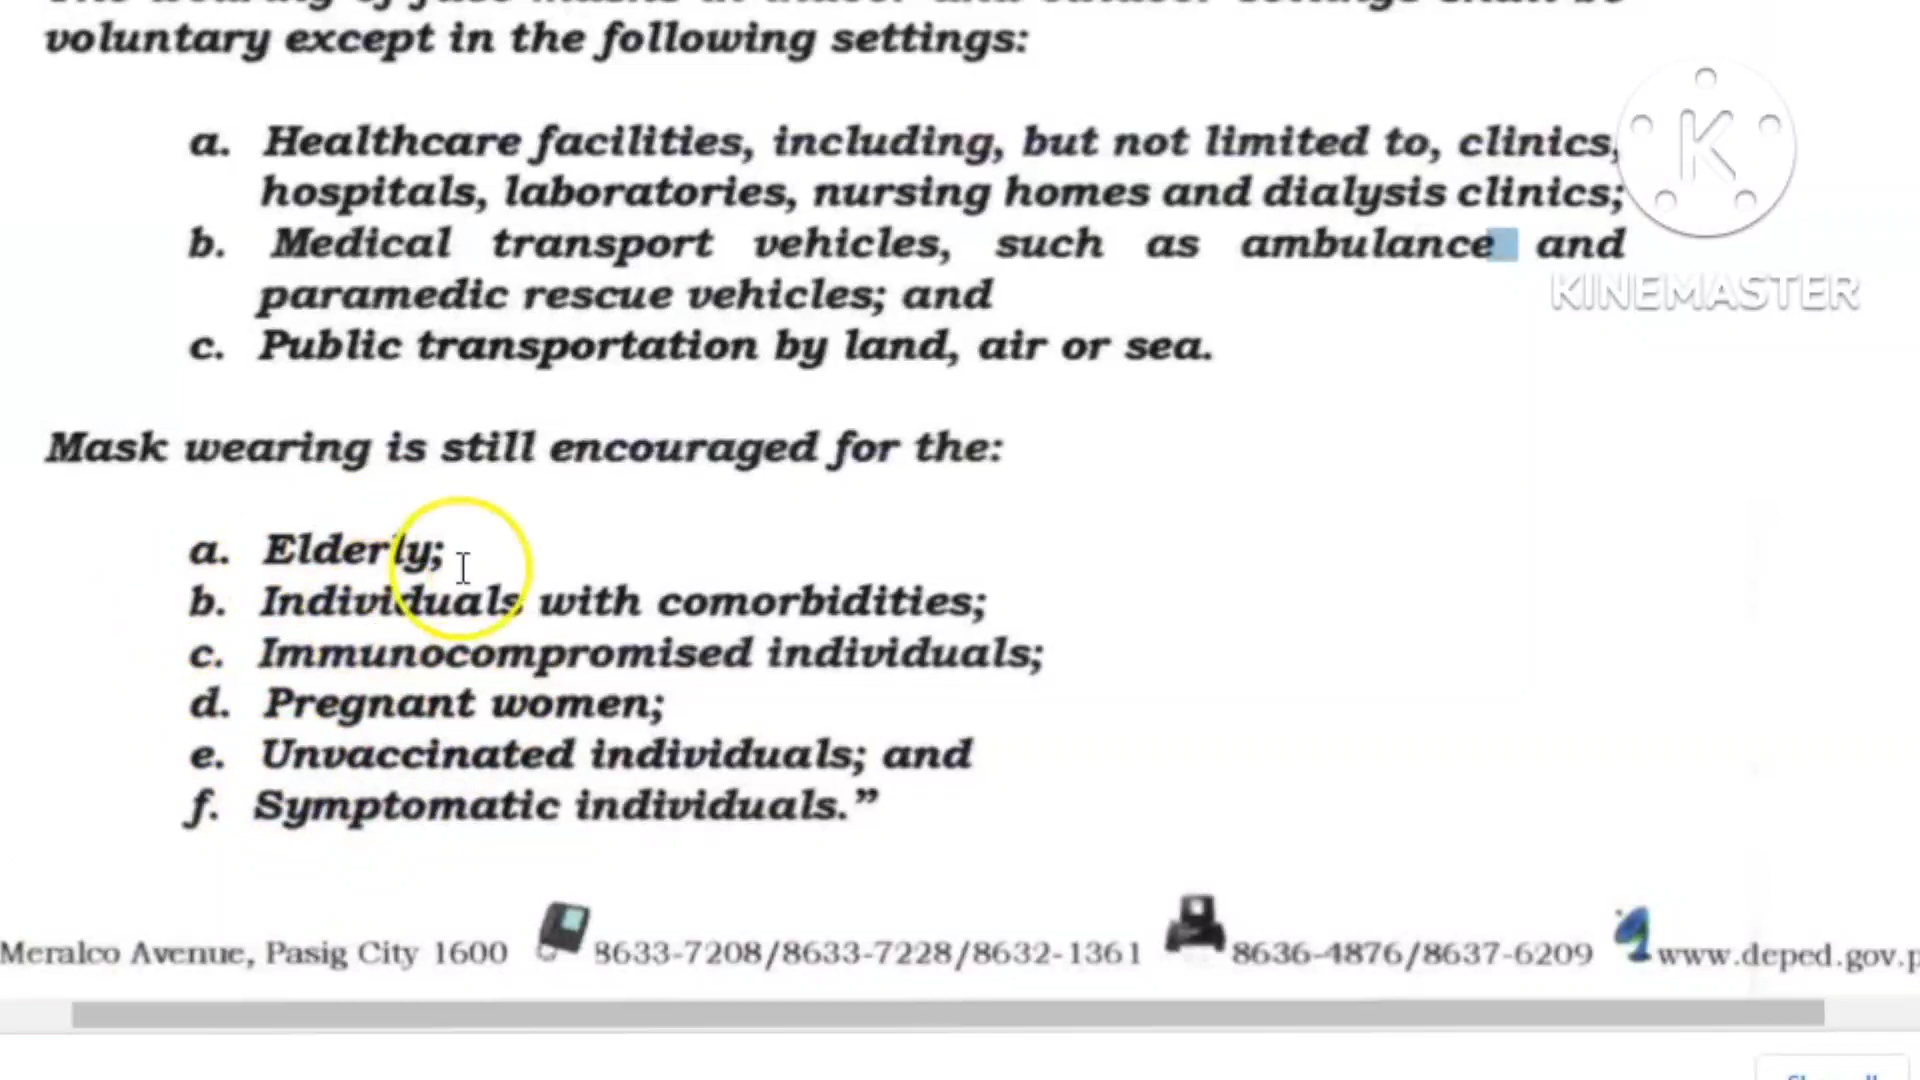 voluntary except in the following settings:
a. Healthcare facilities, including, but not limited to, clinics,
hospitals, laboratories, nursing homes and dialysis clinics;
b. Medical transport vehicles, such as ambulance and
paramedic rescue vehicles; and
c. Public transportation by land, air or sea.
K
KINEMASTER
Mask wearing is still encouraged for the:
a. Elderly;
b. Individuals with comorbidities;
c. Immunocompromised individuals;
d. Pregnant women;
e. Unvaccinated individuals; and
f. Symptomatic individuals.”
Meralco Avenue, Pasig City 1600 8633-7208/8633-7228/8632-1361 8636-4876/8637-6209 www.deped.gov.p